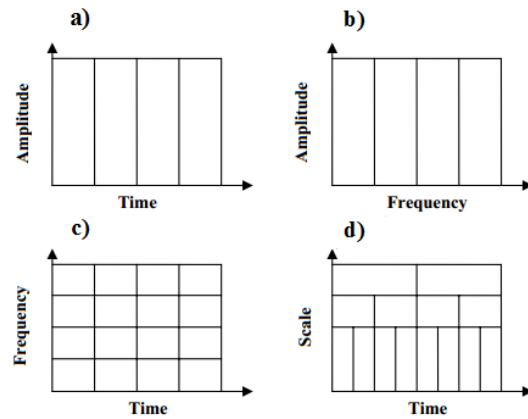 a)
Amplitude
Time
b)
Amplitude
Frequency
c)
Frequency
Time
d)
Scale
Time